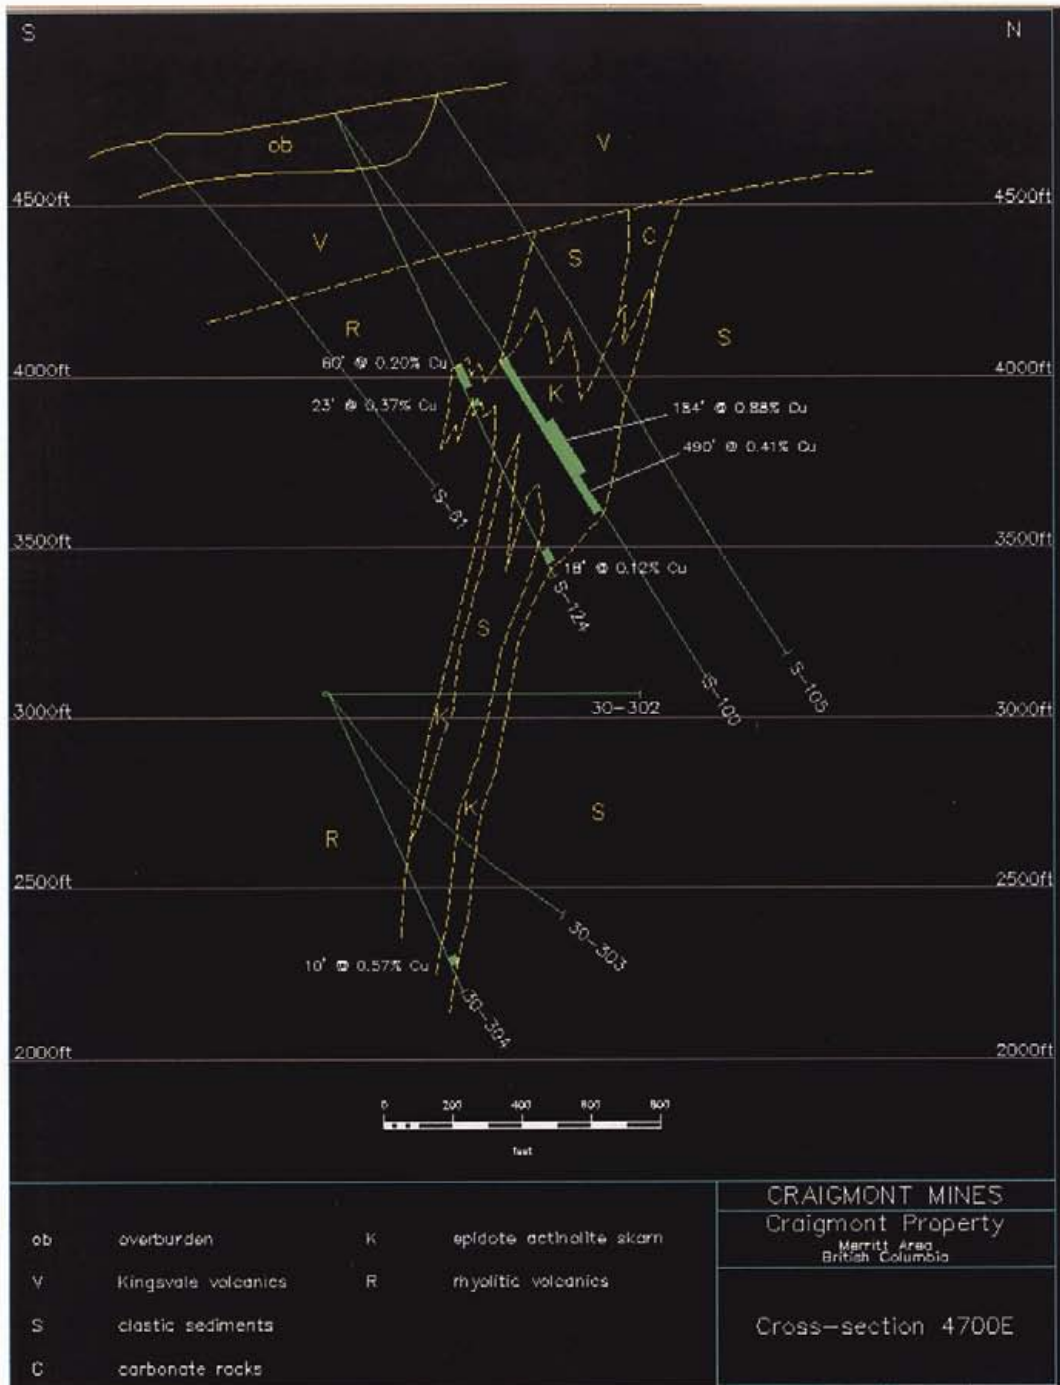 S N
ob
V
4500ft 4500ft
V
C
S
R
S
60' @ 0.20% Cu
4000ft 4000ft
K
23' @ 0.37% Cu
184' @ 0.88% Cu
490' @ 0.41% Cu
S-81
3500ft 3500ft
18' @ 0.12% Cu
S-124
S
S-105
S-100
30-302
3000ft 3000ft
K
K
S
R
2500ft 2500ft
30-303
10' @ 0.57% Cu
30-304
2000ft 2000ft
0 200 400 600 800
feet
CRAIGMONT MINES
Craigmont Property
Merritt Area
British Columbia
Cross-section 4700E
ob overburden
V Kingsvale volcanics
S clastic sediments
C carbonate rocks
K epidote actinolite skarn
R rhyolitic volcanics